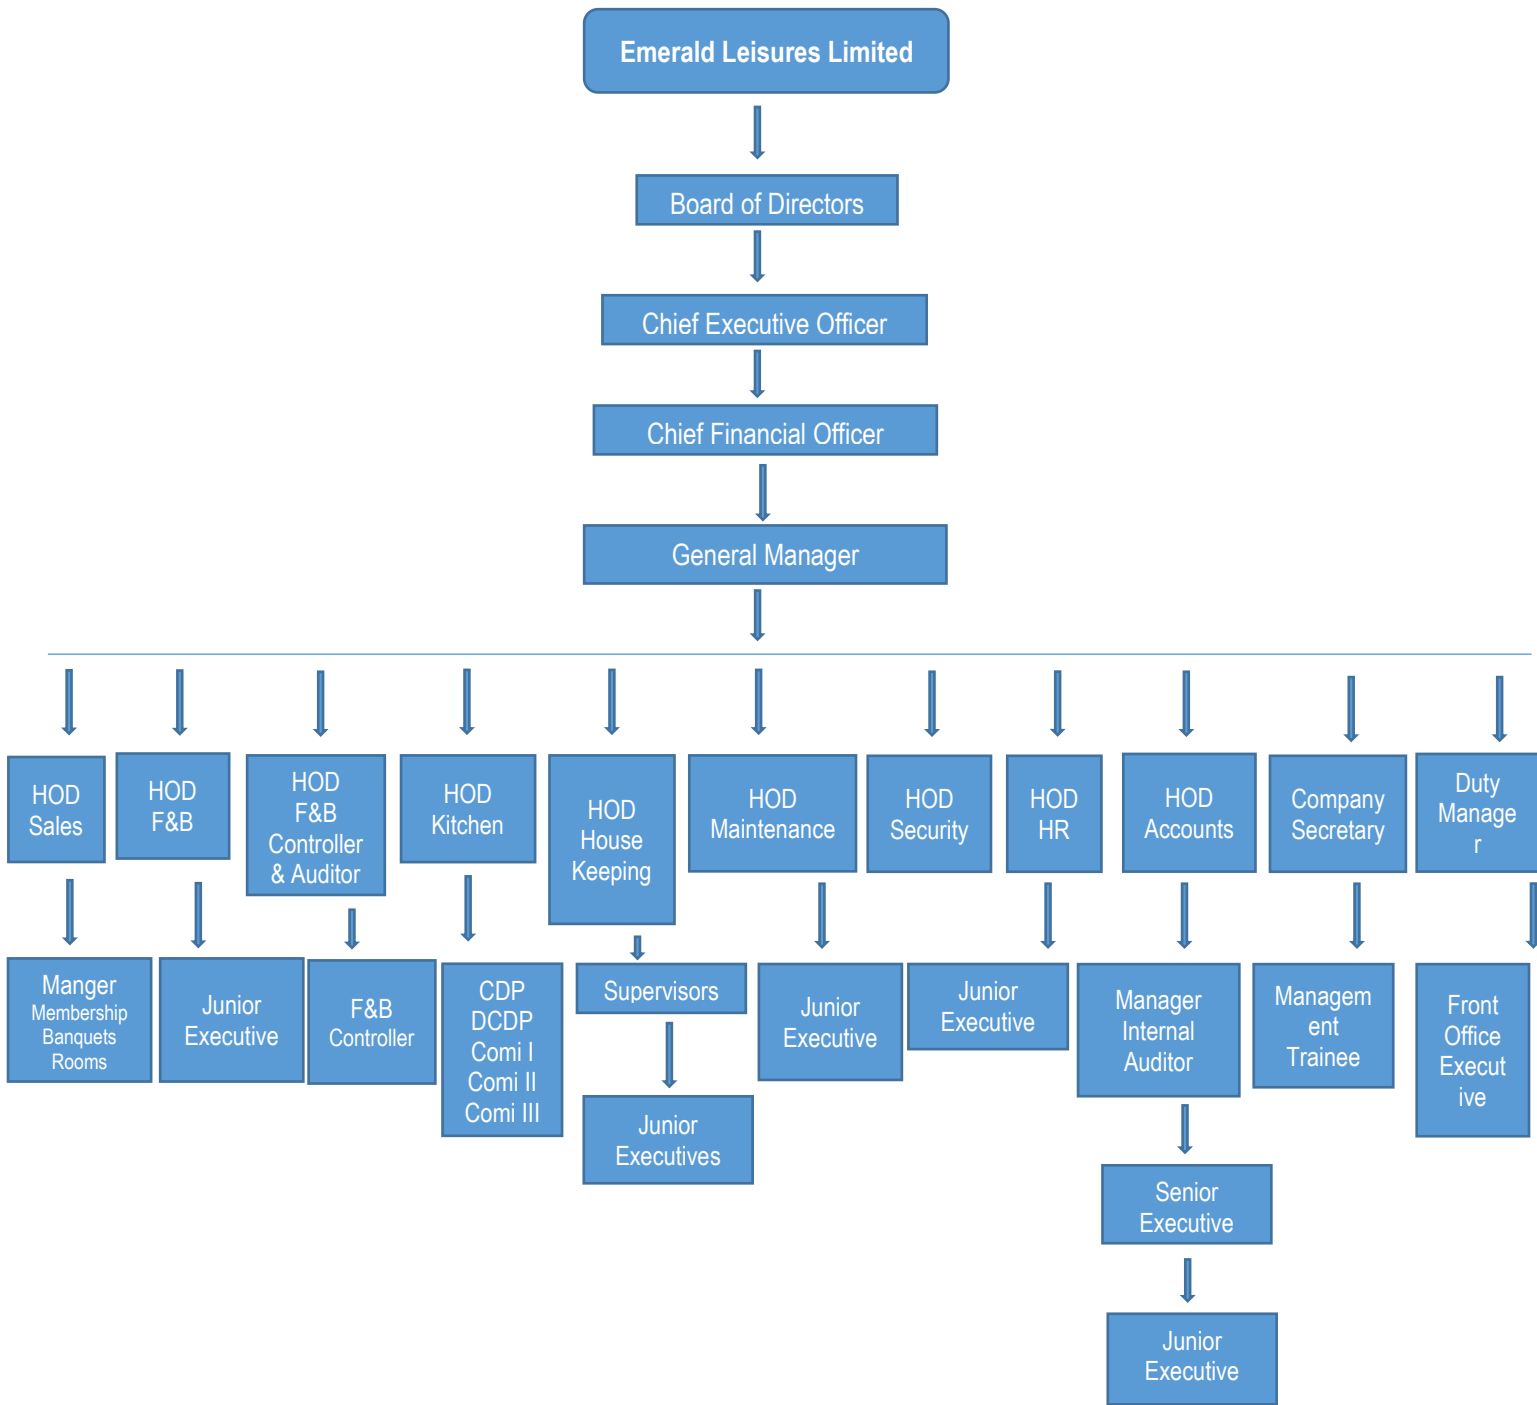 Emerald Leisures Limited
Board of Directors
Chief Executive Officer
Chief Financial Officer
General Manager
HOD
Sales
HOD
F&B
HOD
F&B
Controller
& Auditor
HOD
Kitchen
HOD
House
Keeping
HOD
Maintenance
HOD
Security
HOD
HR
HOD
Accounts
Company
Secretary
Duty
Manage
r
Manger
Membership
Banquets
Rooms
Junior
Executive
F&B
Controller
CDP
DCDP
Comi I
Comi II
Comi III
Supervisors
Junior
Executives
Junior
Executive
Junior
Executive
Manager
Internal
Auditor
Managem
ent
Trainee
Front
Office
Execut
ive
Senior
Executive
Junior
Executive